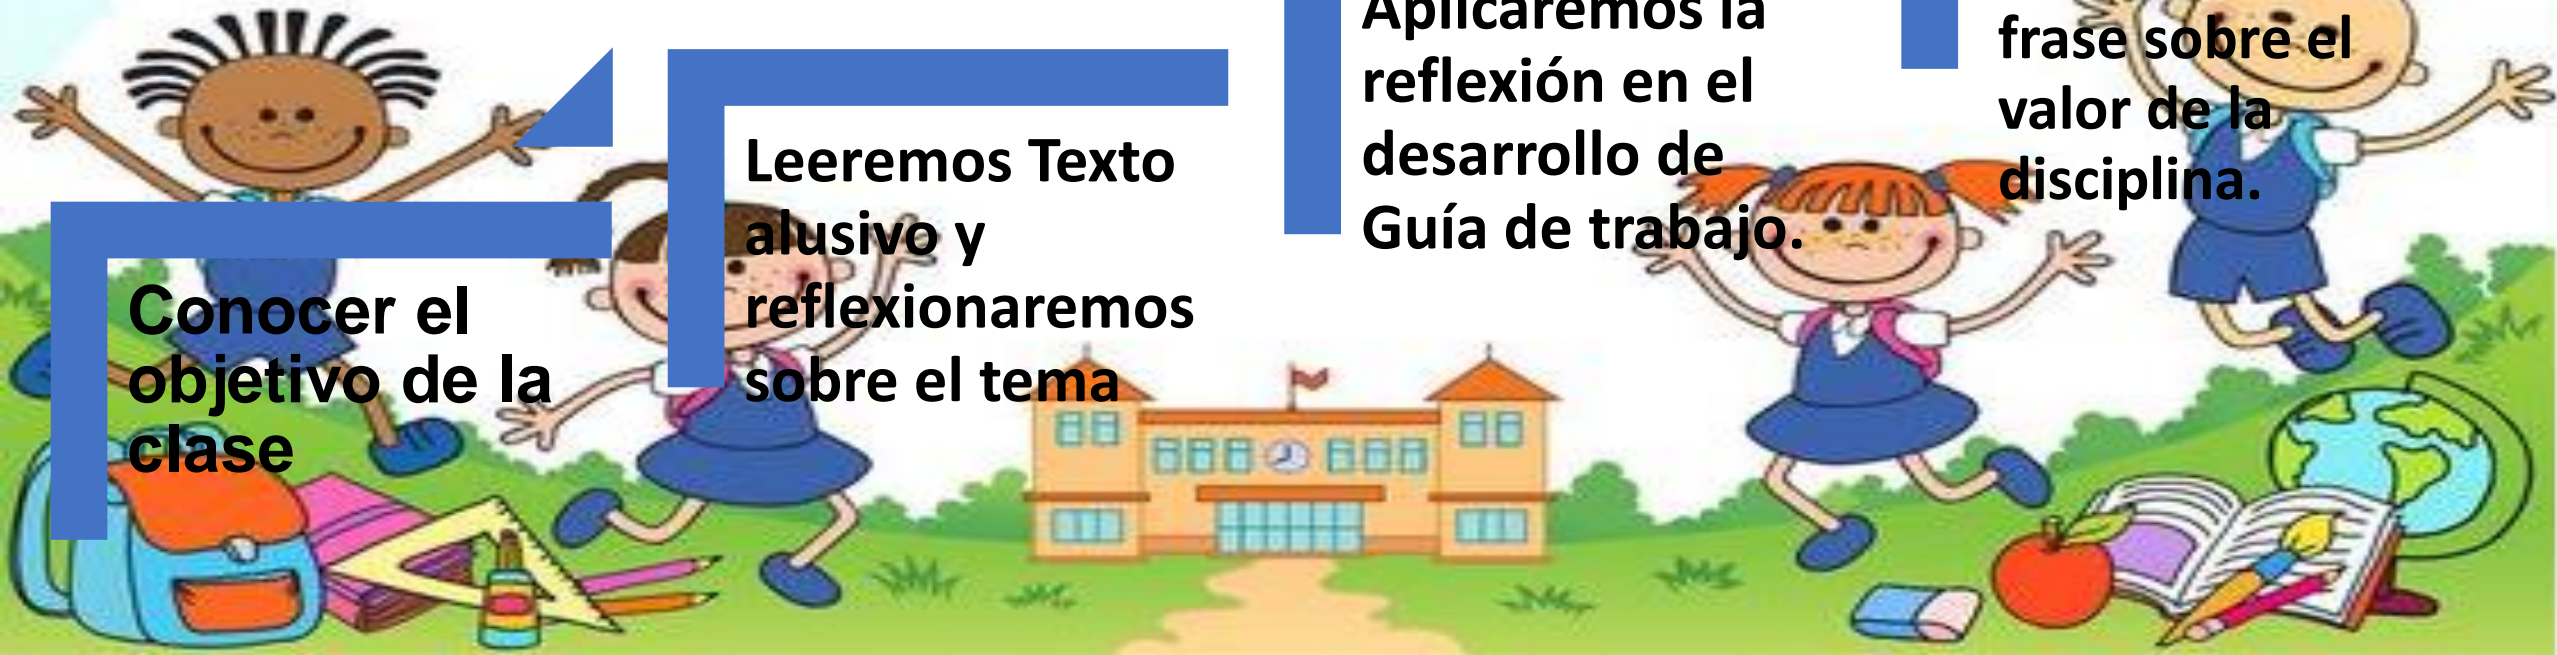 Conocer el
objetivo de la
clase
Leeremos Texto
alusivo y
reflexionaremos
sobre el tema
Aplicaremos la
reflexión en el
desarrollo de
Guía de trabajo.
frase sobre el
valor de la
disciplina.